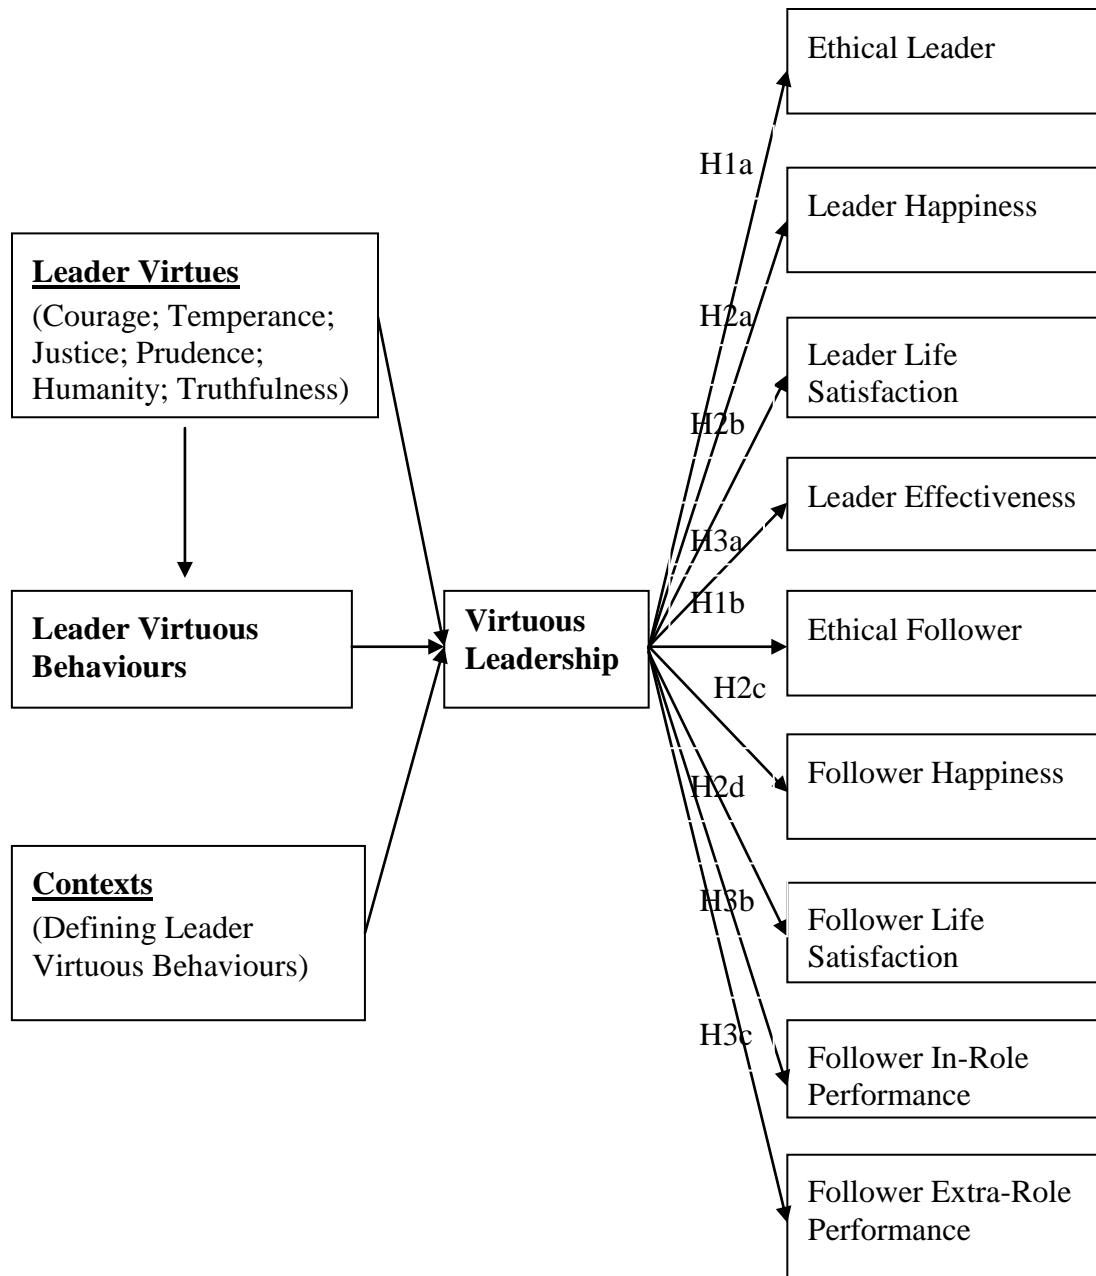 Ethical Leader
H1a
Leader Happiness
Leader Virtues
(Courage; Temperance;
Justice; Prudence;
Humanity; Truthfulness)
H2a
Leader Life
Satisfaction
H2b
Leader Effectiveness
H3a
H1b
Leader Virtuous
Behaviours
Virtuous
Leadership
Ethical Follower
H2c
Follower Happiness
H2d
Contexts
(Defining Leader
Virtuous Behaviours)
H3b
Follower Life
Satisfaction
H3c
Follower In-Role
Performance
Follower Extra-Role
Performance